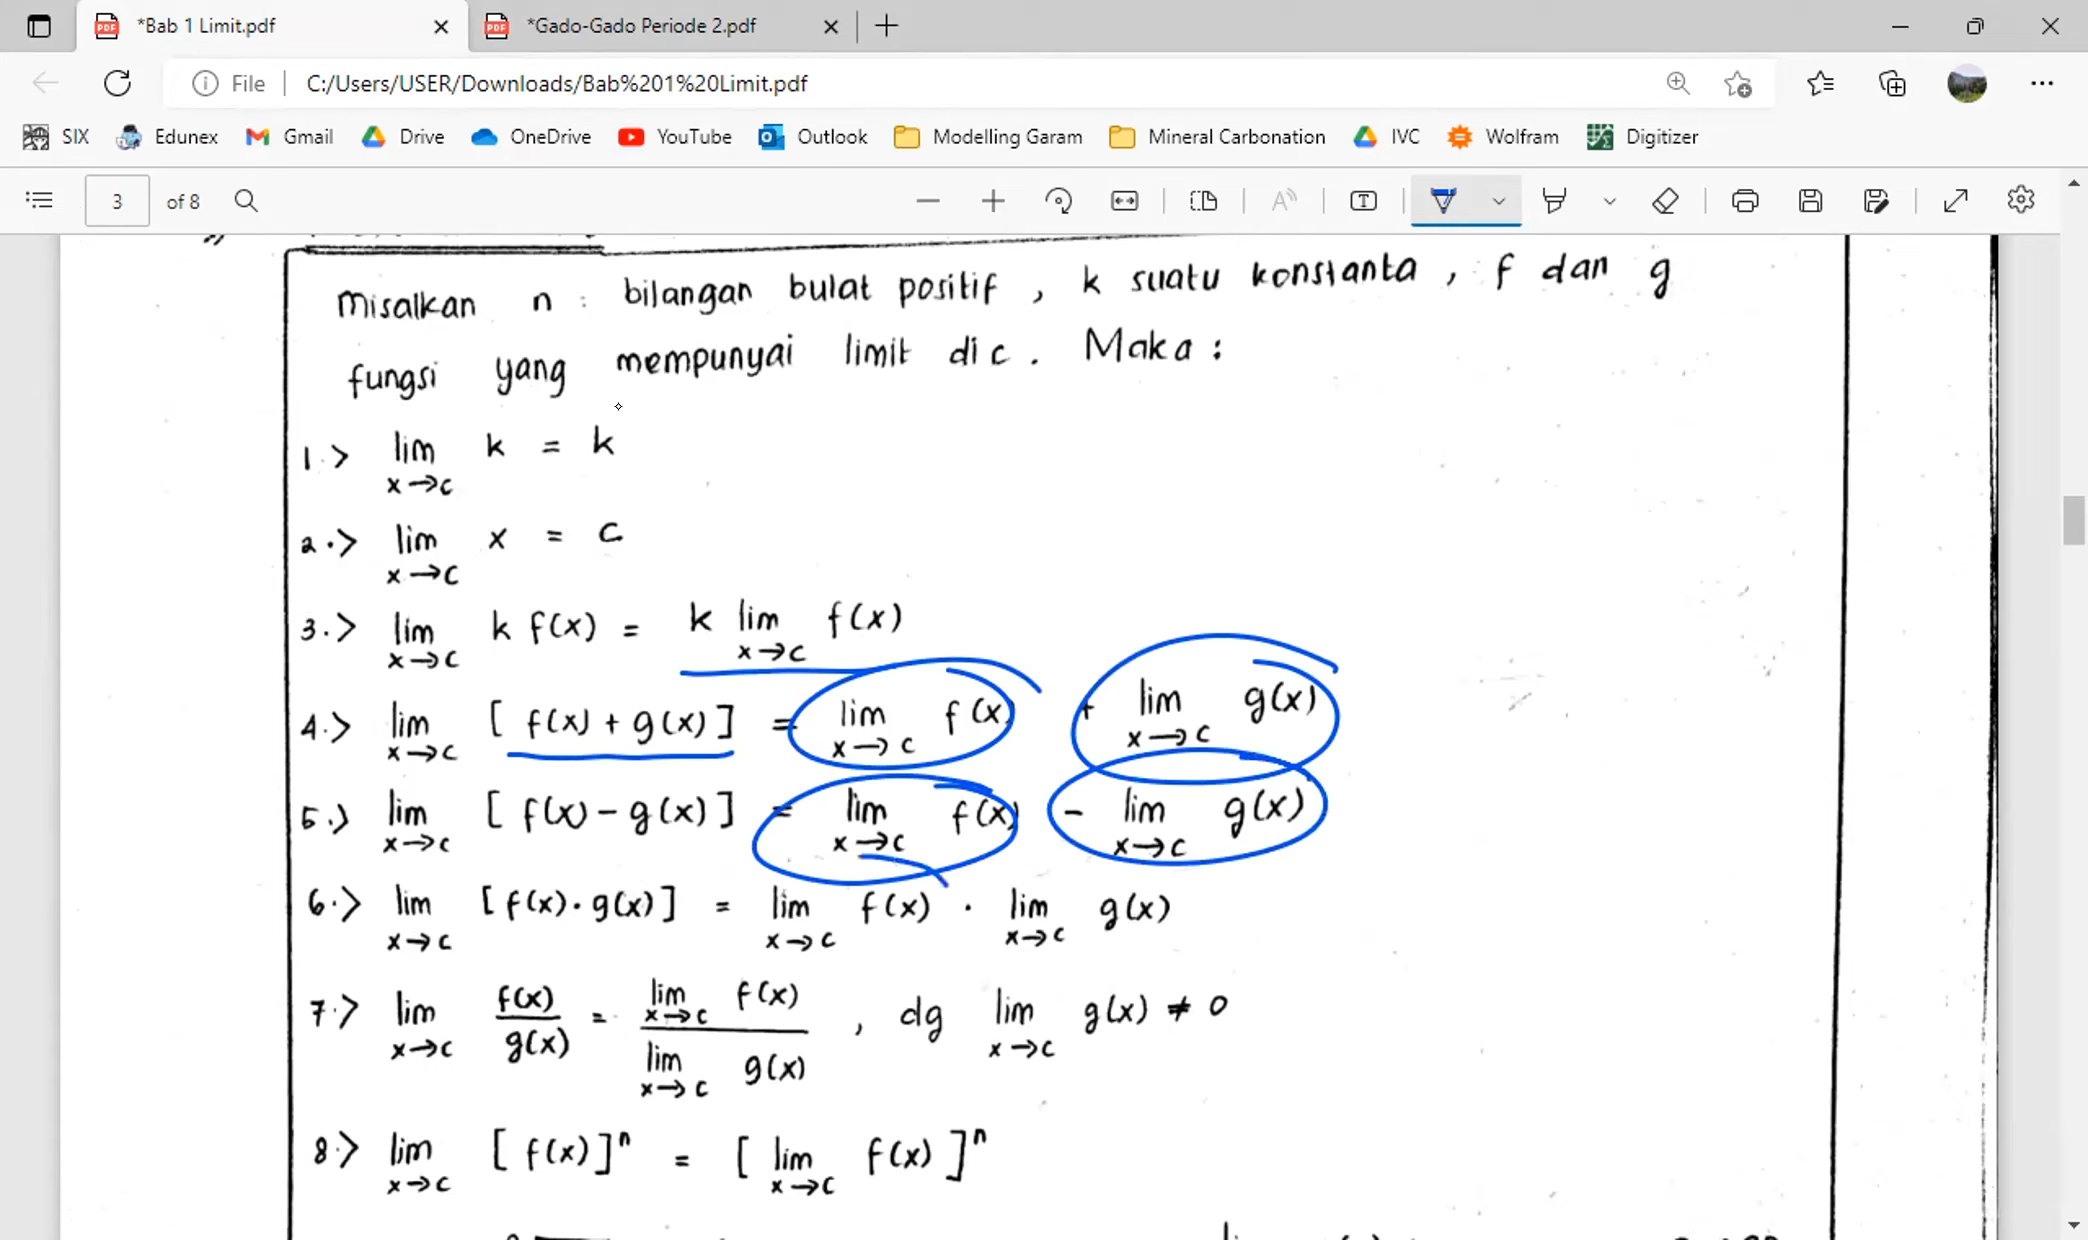 *Bab 1 Limit.pdf
*Gado-Gado Periode 2.pdf
File
C:/Users/USER/Downloads/Bab%201%20Limit.pdf
SIX Edunex Gmail Drive OneDrive YouTube Outlook Modelling Garam Mineral Carbonation IVC Wolfram Digitizer
3 of 8
Misalkan n : bilangan bulat positif , k suatu konstanta , f dan g
fungsi yang mempunyai limit di c . Maka :
1.> lim x→c k = k
2.> lim x→c x = c
3.> lim x→c k f(x) = k lim x→c f(x)
4.> lim x→c [ f(x) + g(x) ] = lim x→c f(x) + lim x→c g(x)
5.> lim x→c [ f(x) - g(x) ] = lim x→c f(x) - lim x→c g(x)
6.> lim x→c [ f(x) . g(x) ] = lim x→c f(x) . lim x→c g(x)
7.> lim x→c f(x)/g(x) = lim x→c f(x) / lim x→c g(x) , dg lim x→c g(x) ≠ 0
8.> lim x→c [ f(x) ]ⁿ = [ lim x→c f(x) ]ⁿ